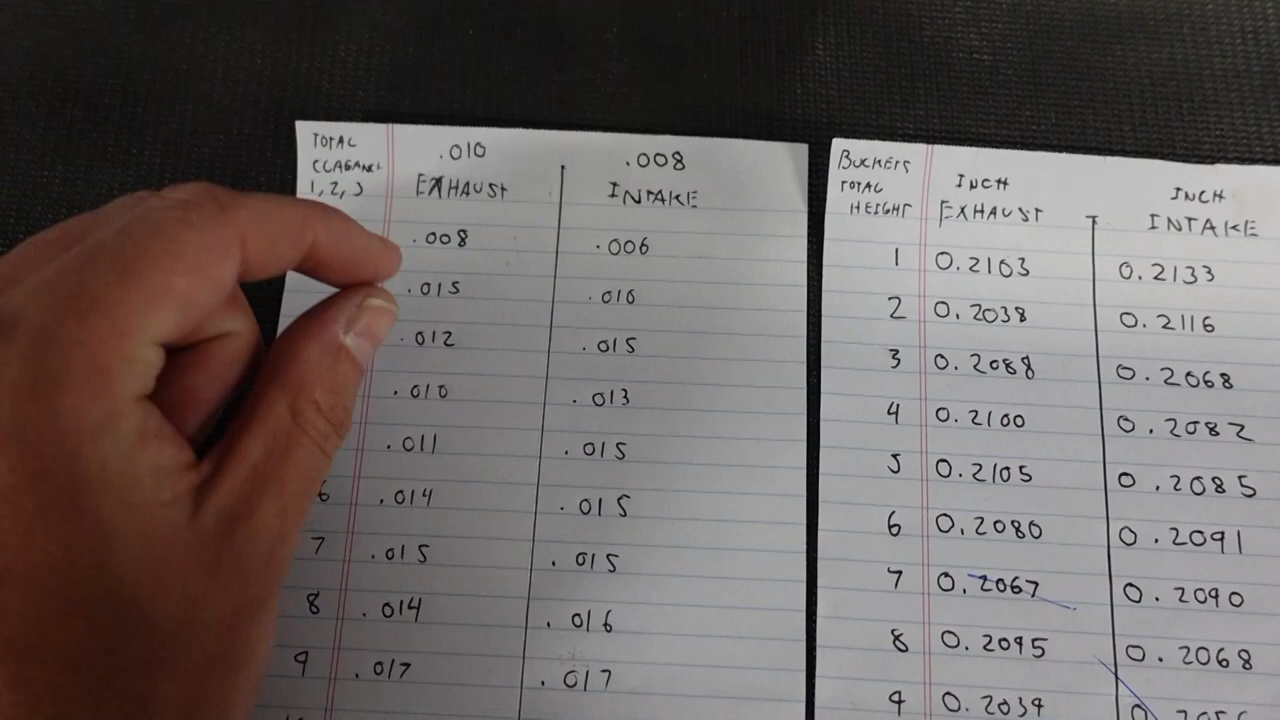 TOTAL
CLAGANCE
1, 2, 3
.010 .008
EXHAUST INTAKE
.008 .006
.015 .010
.012 .015
.010 .013
.011 .015
6 .014 .015
7 .015 .015
8 .014 .016
9 .017 .017
BUCKETS
TOTAL
HEIGHT
INCH INCH
EXHAUST INTAKE
1 0.2103 0.2133
2 0.2038 0.2116
3 0.2088 0.2068
4 0.2100 0.2082
5 0.2105 0.2085
6 0.2080 0.2091
7 0.2067 0.2090
8 0.2095 0.2068
9 0.2039